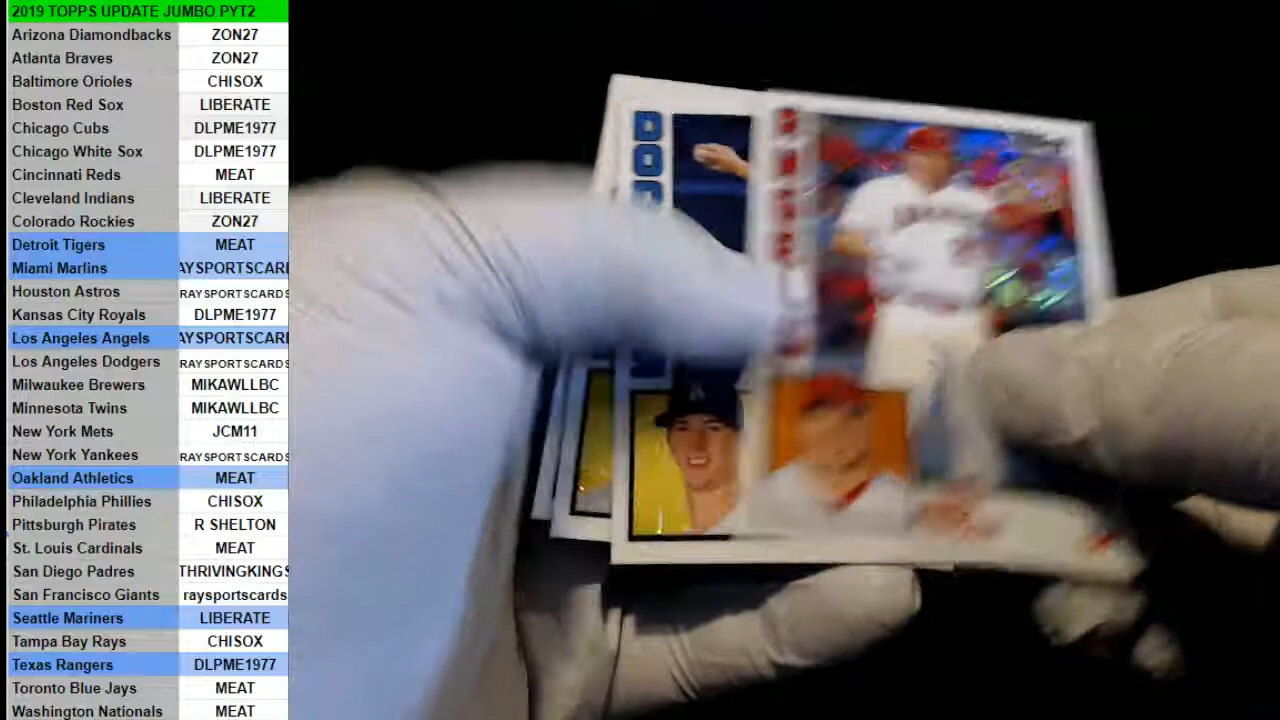 2019 TOPPS UPDATE JUMBO PYT2
Arizona Diamondbacks ZON27
Atlanta Braves ZON27
Baltimore Orioles CHISOX
Boston Red Sox LIBERATE
Chicago Cubs DLPME1977
Chicago White Sox DLPME1977
Cincinnati Reds MEAT
Cleveland Indians LIBERATE
Colorado Rockies ZON27
Detroit Tigers MEAT
Miami Marlins AYSPORTSCARI
Houston Astros RAYSPORTSCARDS
Kansas City Royals DLPME1977
Los Angeles Angels AYSPORTSCARI
Los Angeles Dodgers RAYSPORTSCARDS
Milwaukee Brewers MIKAWLLBC
Minnesota Twins MIKAWLLBC
New York Mets JCM11
New York Yankees RAYSPORTSCARDS
Oakland Athletics MEAT
Philadelphia Phillies CHISOX
Pittsburgh Pirates R SHELTON
St. Louis Cardinals MEAT
San Diego Padres THRIVINGKINGS
San Francisco Giants raysportscards
Seattle Mariners LIBERATE
Tampa Bay Rays CHISOX
Texas Rangers DLPME1977
Toronto Blue Jays MEAT
Washington Nationals MEAT
DOD